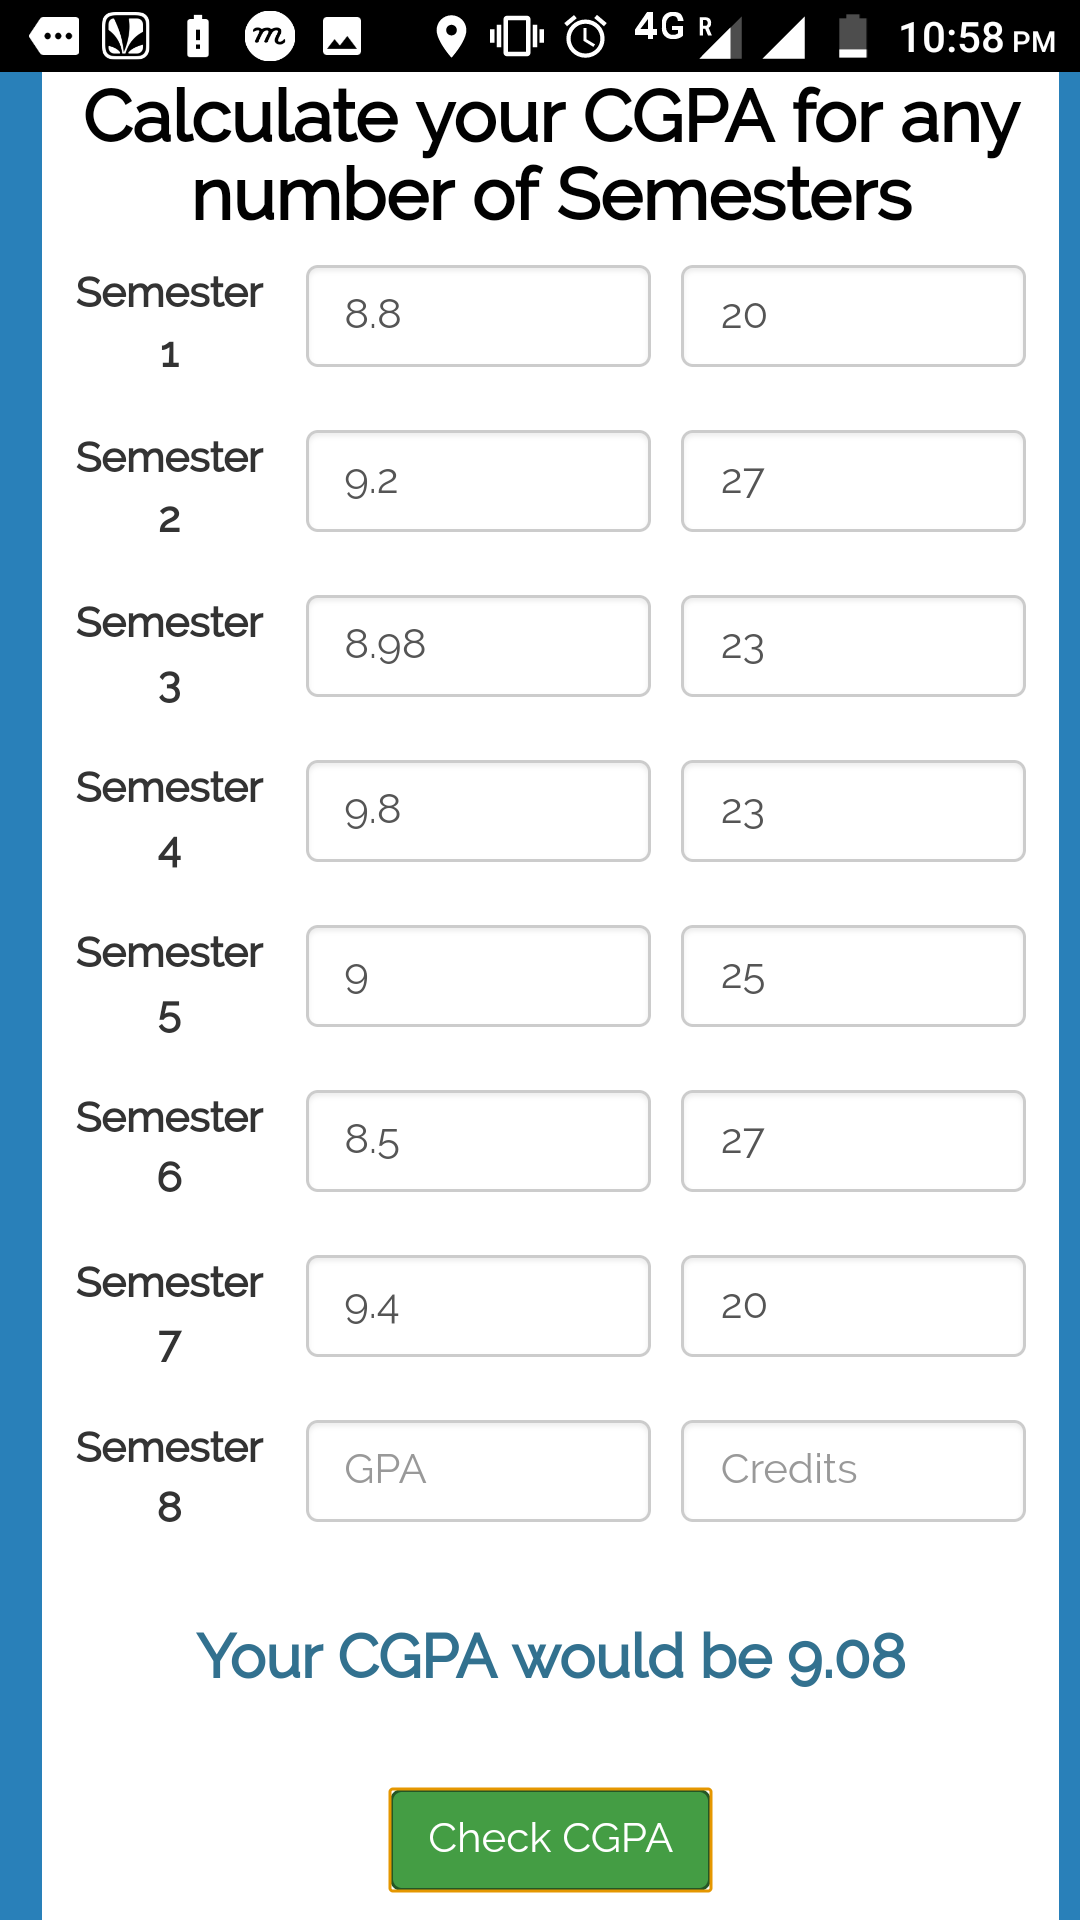 4G R 10:58 PM
Calculate your CGPA for any
number of Semesters
Semester 1 8.8 20
Semester 2 9.2 27
Semester 3 8.98 23
Semester 4 9.8 23
Semester 5 9 25
Semester 6 8.5 27
Semester 7 9.4 20
Semester 8 GPA Credits
Your CGPA would be 9.08
Check CGPA